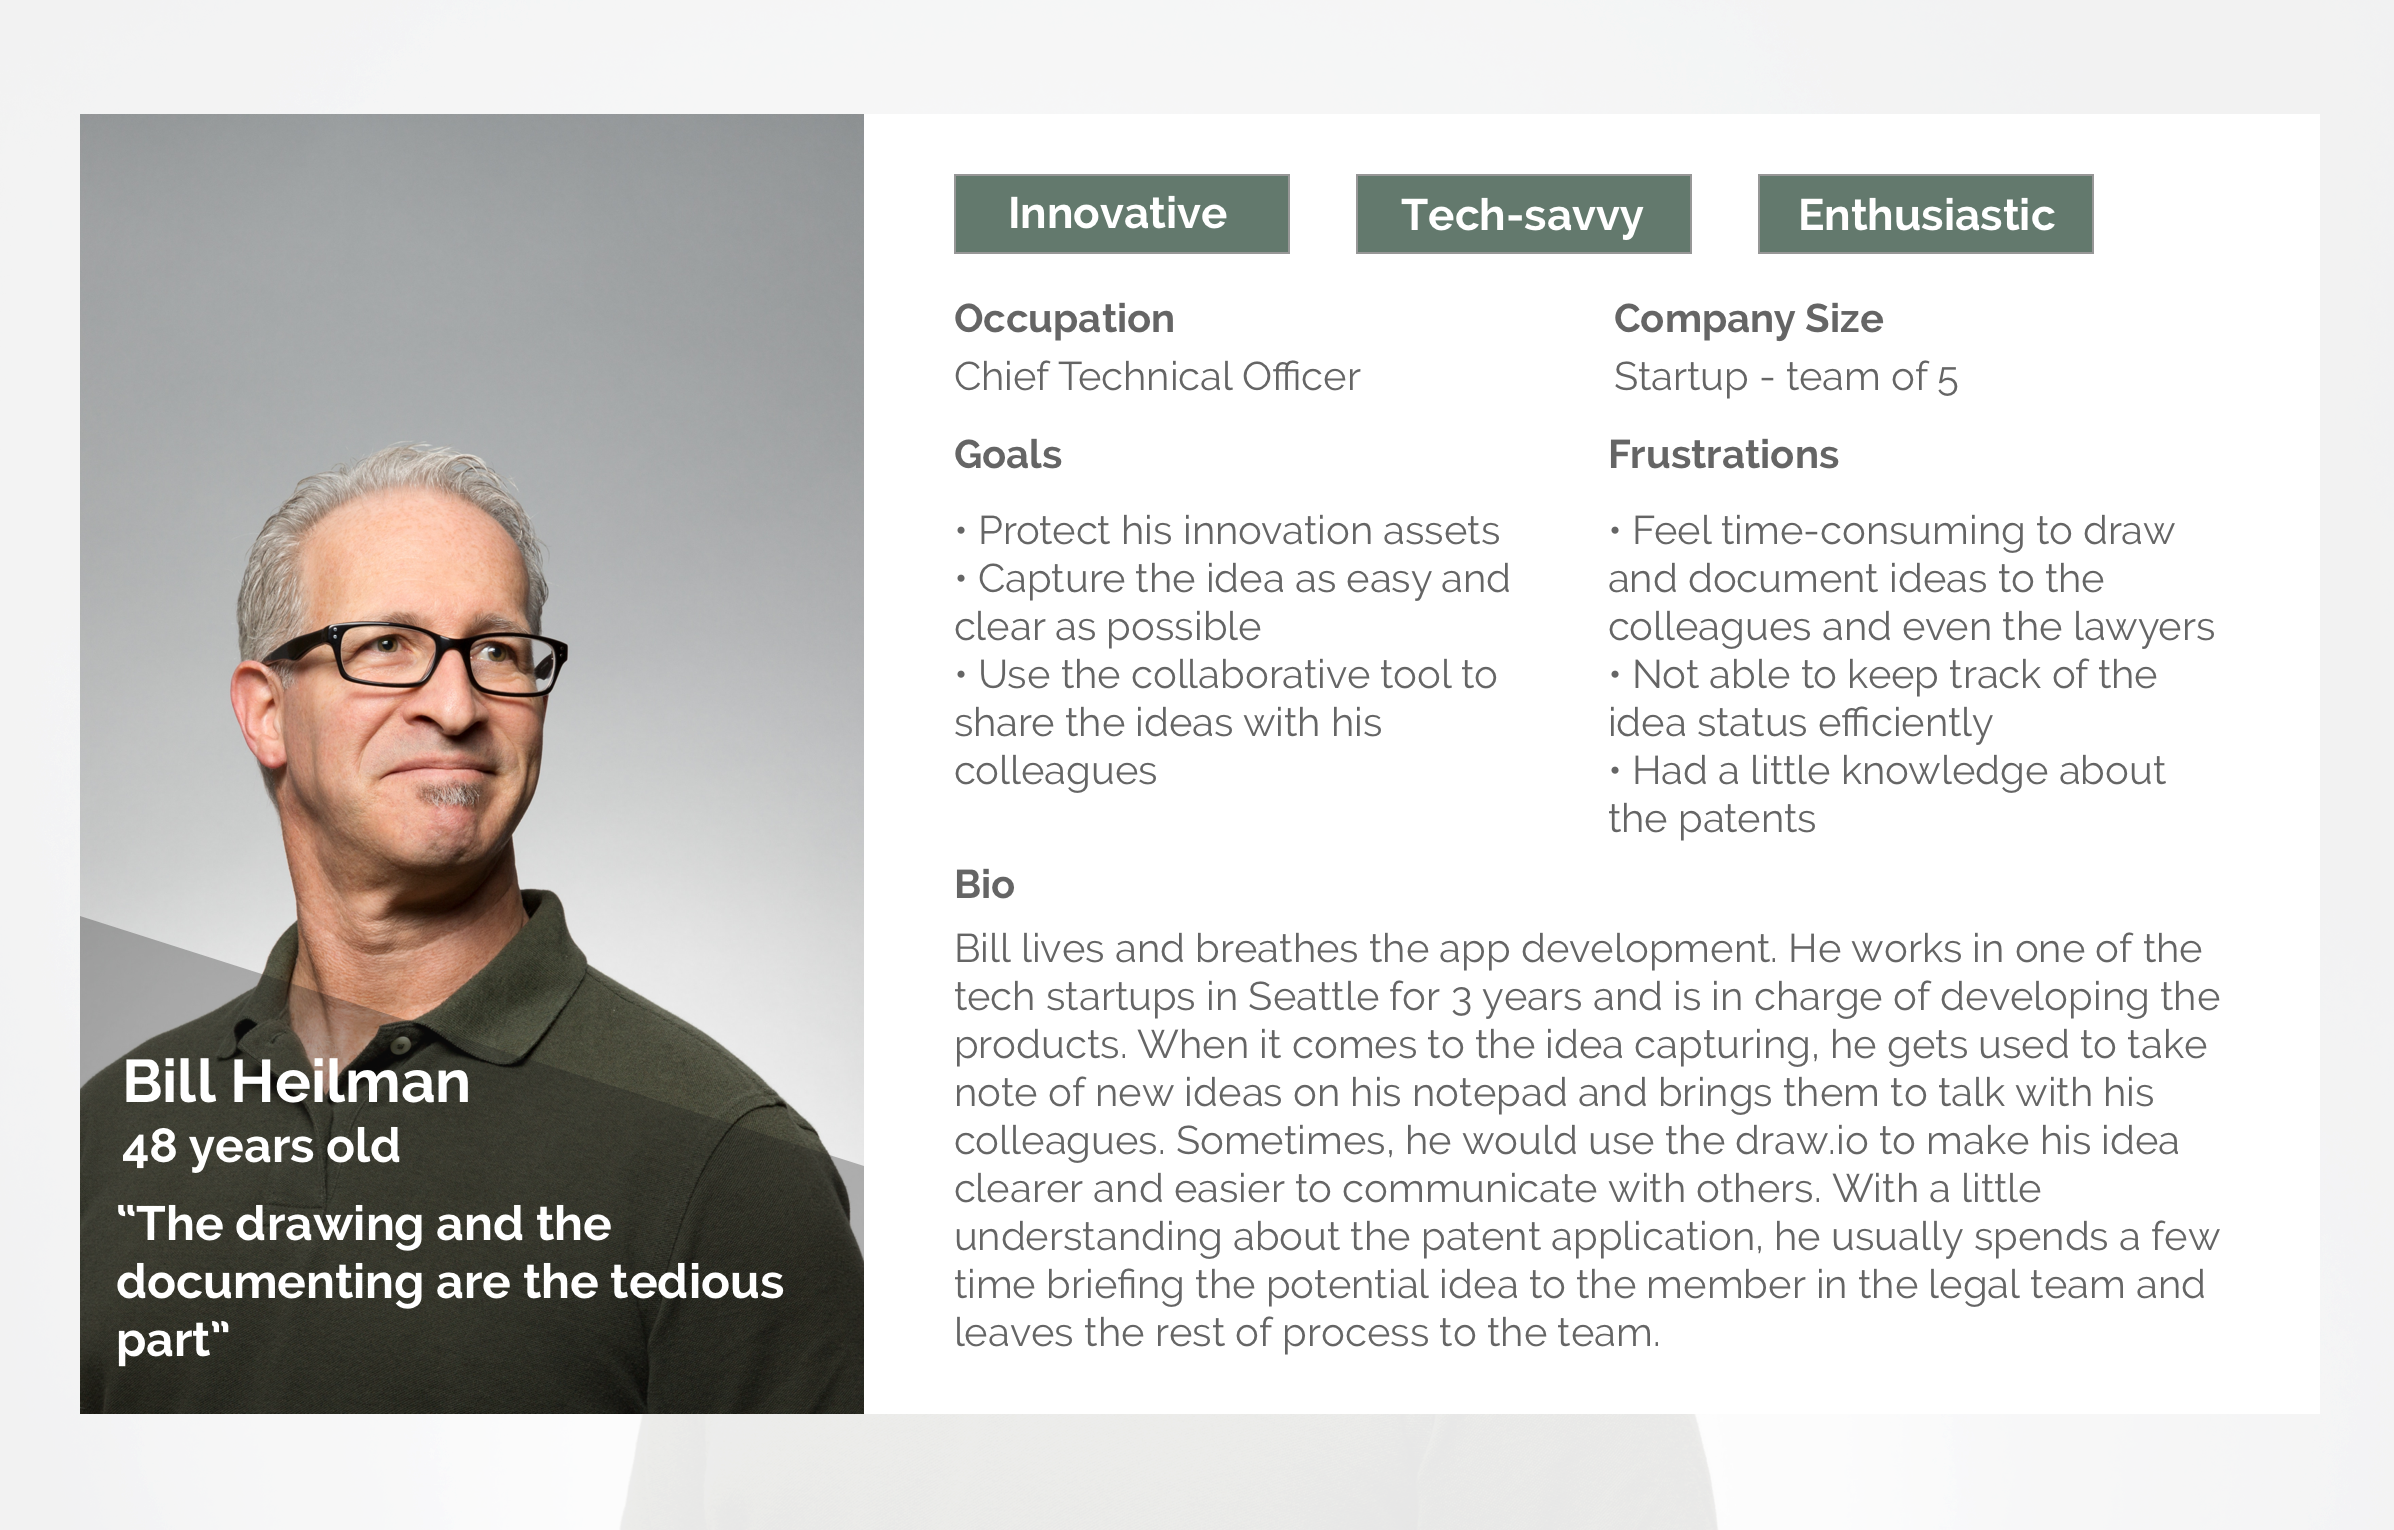 Innovative
Tech-savvy
Enthusiastic
Occupation
Chief Technical Officer
Company Size
Startup - team of 5
Goals
• Protect his innovation assets
• Capture the idea as easy and
clear as possible
• Use the collaborative tool to
share the ideas with his
colleagues
Frustrations
• Feel time-consuming to draw
and document ideas to the
colleagues and even the lawyers
• Not able to keep track of the
idea status efficiently
• Had a little knowledge about
the patents
Bio
Bill lives and breathes the app development. He works in one of the
tech startups in Seattle for 3 years and is in charge of developing the
products. When it comes to the idea capturing, he gets used to take
note of new ideas on his notepad and brings them to talk with his
colleagues. Sometimes, he would use the draw.io to make his idea
clearer and easier to communicate with others. With a little
understanding about the patent application, he usually spends a few
time briefing the potential idea to the member in the legal team and
leaves the rest of process to the team.
Bill Heilman
48 years old
“The drawing and the
documenting are the tedious
part”